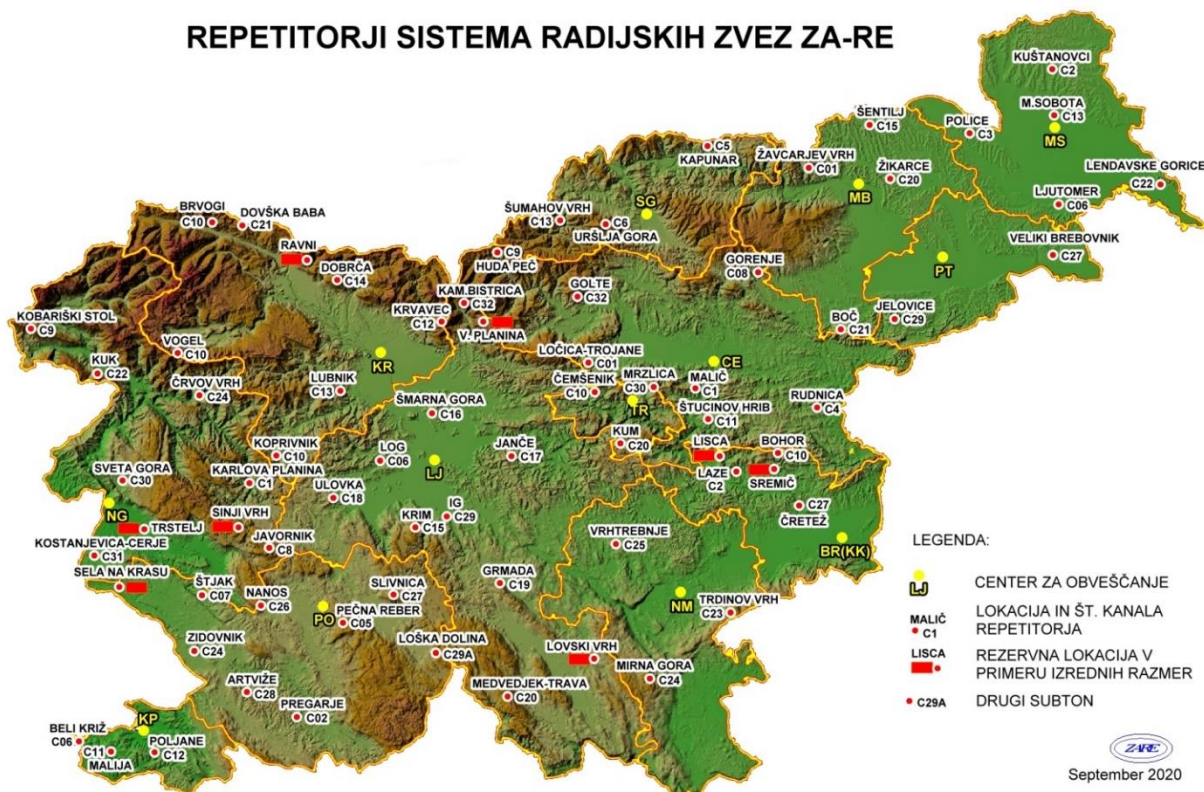 REPETITORJI SISTEMA RADIJSKIH ZVEZ ZA-RE
KUŠTANOVCI
C2
M.SOBOTA
C13
MS
ŠENTILJ
C15
POLICE
C3
C5
KAPUNAR
ŽAVCARJEV VRH
C01
ŽIKARCE
C20
MB
LENDAVSKE GORICE
C22
LJUTOMER
C06
BRVOGI
C10
DOVŠKA BABA
C21
ŠUMAHOV VRH
C13
SG
C6
URŠLJA GORA
VELIKI BREBOVNIK
C27
RAVNI
C9
HUDA PEČ
GORENJE
C08
PT
DOBRČA
C14
KAM.BISTRICA
C32
GOLTE
C32
KOBARIŠKI STOL
C9
KRVAVEC
C12
V. PLANINA
BOČ
C21
JELOVICE
C29
VOGEL
C10
KR
LOČICA-TROJANE
C01
CE
KUK
C22
ČRVOV VRH
C24
LUBNIK
C13
ČEMŠENIK
C10
MRZLICA
C30
MALIČ
C1
TR
RUDNICA
C4
ŠMARNA GORA
C16
ŠTUCINOV HRIB
C11
KOPRIVNIK
C10
LOG
C06
LJ
JANČE
C17
KUM
C20
LISCA
BOHOR
C10
SVETA GORA
C30
KARLOVA PLANINA
C1
LAZE
C2
SREMIČ
ULOVKA
C18
NG
TRSTELJ
SINJI VRH
KRIM
C15
IG
C29
C27
ČRETEŽ
KOSTANJEVICA-CERJE
C31
JAVORNIK
C8
VRHTREBNJE
C25
BR(KK)
SELA NA KRASU
ŠTJAK
C07
NANOS
C26
SLIVNICA
C27
GRMADA
C19
NM
PO
PEČNA REBER
C05
TRDINOV VRH
C23
ZIDOVNIK
C24
LOŠKA DOLINA
C29A
LOVSKI VRH
MIRNA GORA
C24
ARTVIŽE
C28
MEDVEDJEK-TRAVA
C20
PREGARJE
C02
KP
BELI KRIŽ
C06
C11
MALIJA
POLJANE
C12
LEGENDA:
LJ
CENTER ZA OBVEŠČANJE
MALIČ
C1
LOKACIJA IN ŠT. KANALA
REPETITORJA
LISCA
REZERVNA LOKACIJA V
PRIMERU IZREDNIH RAZMER
C29A
DRUGI SUBTON
ZARE
September 2020